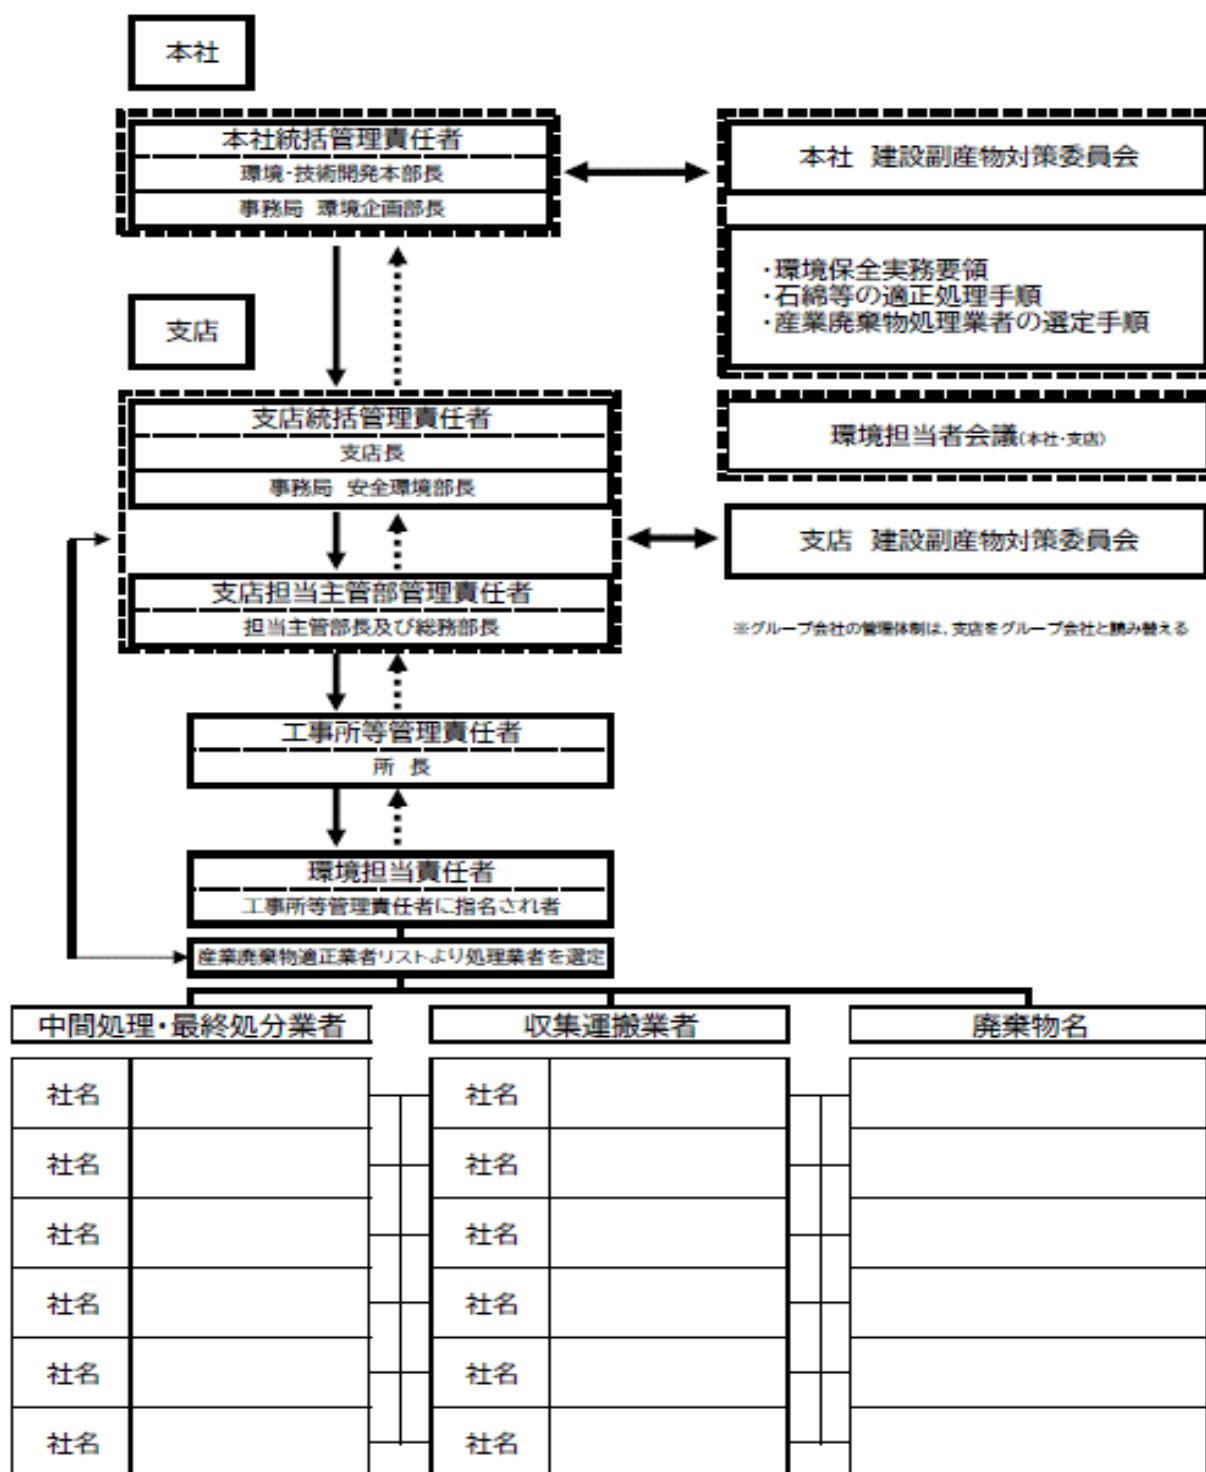 本社
本社統括管理責任者
環境・技術開発本部長
事務局 環境企画部長
本社 建設副産物対策委員会
・環境保全実務要領
・石綿等の適正処理手順
・産業廃棄物処理業者の選定手順
支店
支店統括管理責任者
支店長
事務局 安全環境部長
環境担当者会議(本社・支店)
支店 建設副産物対策委員会
支店担当主管部管理責任者
担当主管部長及び総務部長
※グループ会社の管理体制は、支店をグループ会社と読み替える
工事所等管理責任者
所 長
環境担当責任者
工事所等管理責任者に指名され者
産業廃棄物適正業者リストより処理業者を選定
中間処理・最終処分業者
収集運搬業者
廃棄物名
社名
社名
社名
社名
社名
社名
社名
社名
社名
社名
社名
社名